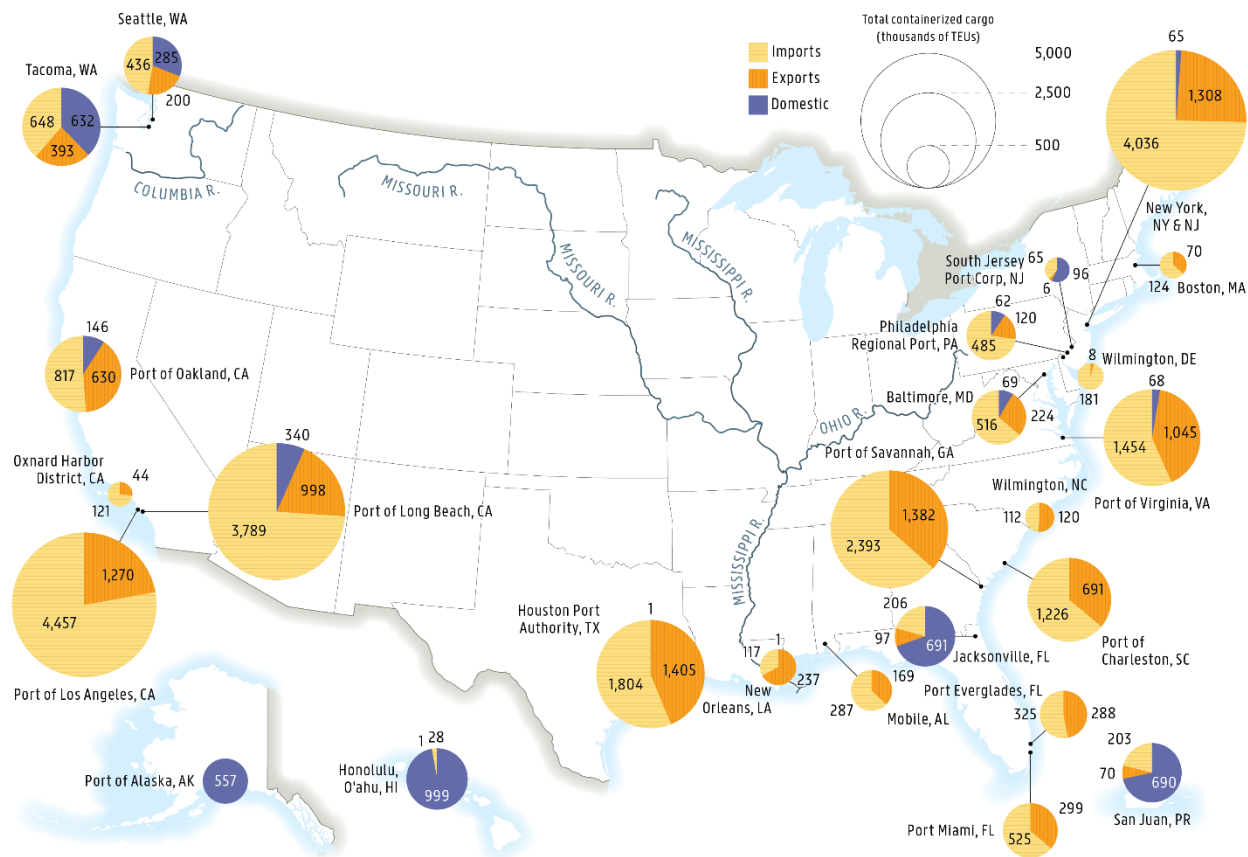 Seattle, WA
436
285
200
Tacoma, WA
648
632
393
COLUMBIA R.
MISSOURI R.
MISSOURI R.
MISSISSIPPI R.
MISSISSIPPI R.
OHIO R.
Imports
Exports
Domestic
Total containerized cargo
(thousands of TEUs)
5,000
2,500
500
65
1,308
4,036
New York,
NY & NJ
70
124
Boston, MA
South Jersey
Port Corp, NJ
65
96
6
Philadelphia
Regional Port, PA
62
120
485
8
Wilmington, DE
181
Baltimore, MD
69
224
516
68
1,454
1,045
Port of Virginia, VA
146
817
630
Port of Oakland, CA
Oxnard Harbor
District, CA
44
121
340
998
3,789
Port of Long Beach, CA
1,270
4,457
Port of Los Angeles, CA
Port of Savannah, GA
1,382
2,393
Wilmington, NC
112
120
691
1,226
Port of
Charleston, SC
206
97
691
Jacksonville, FL
Houston Port
Authority, TX
1
1,804
1,405
117
1
237
New
Orleans, LA
169
287
Mobile, AL
Port Everglades, FL
325
288
Port Miami, FL
299
525
203
70
690
San Juan, PR
Port of Alaska, AK
557
Honolulu,
O'ahu, HI
1
28
999